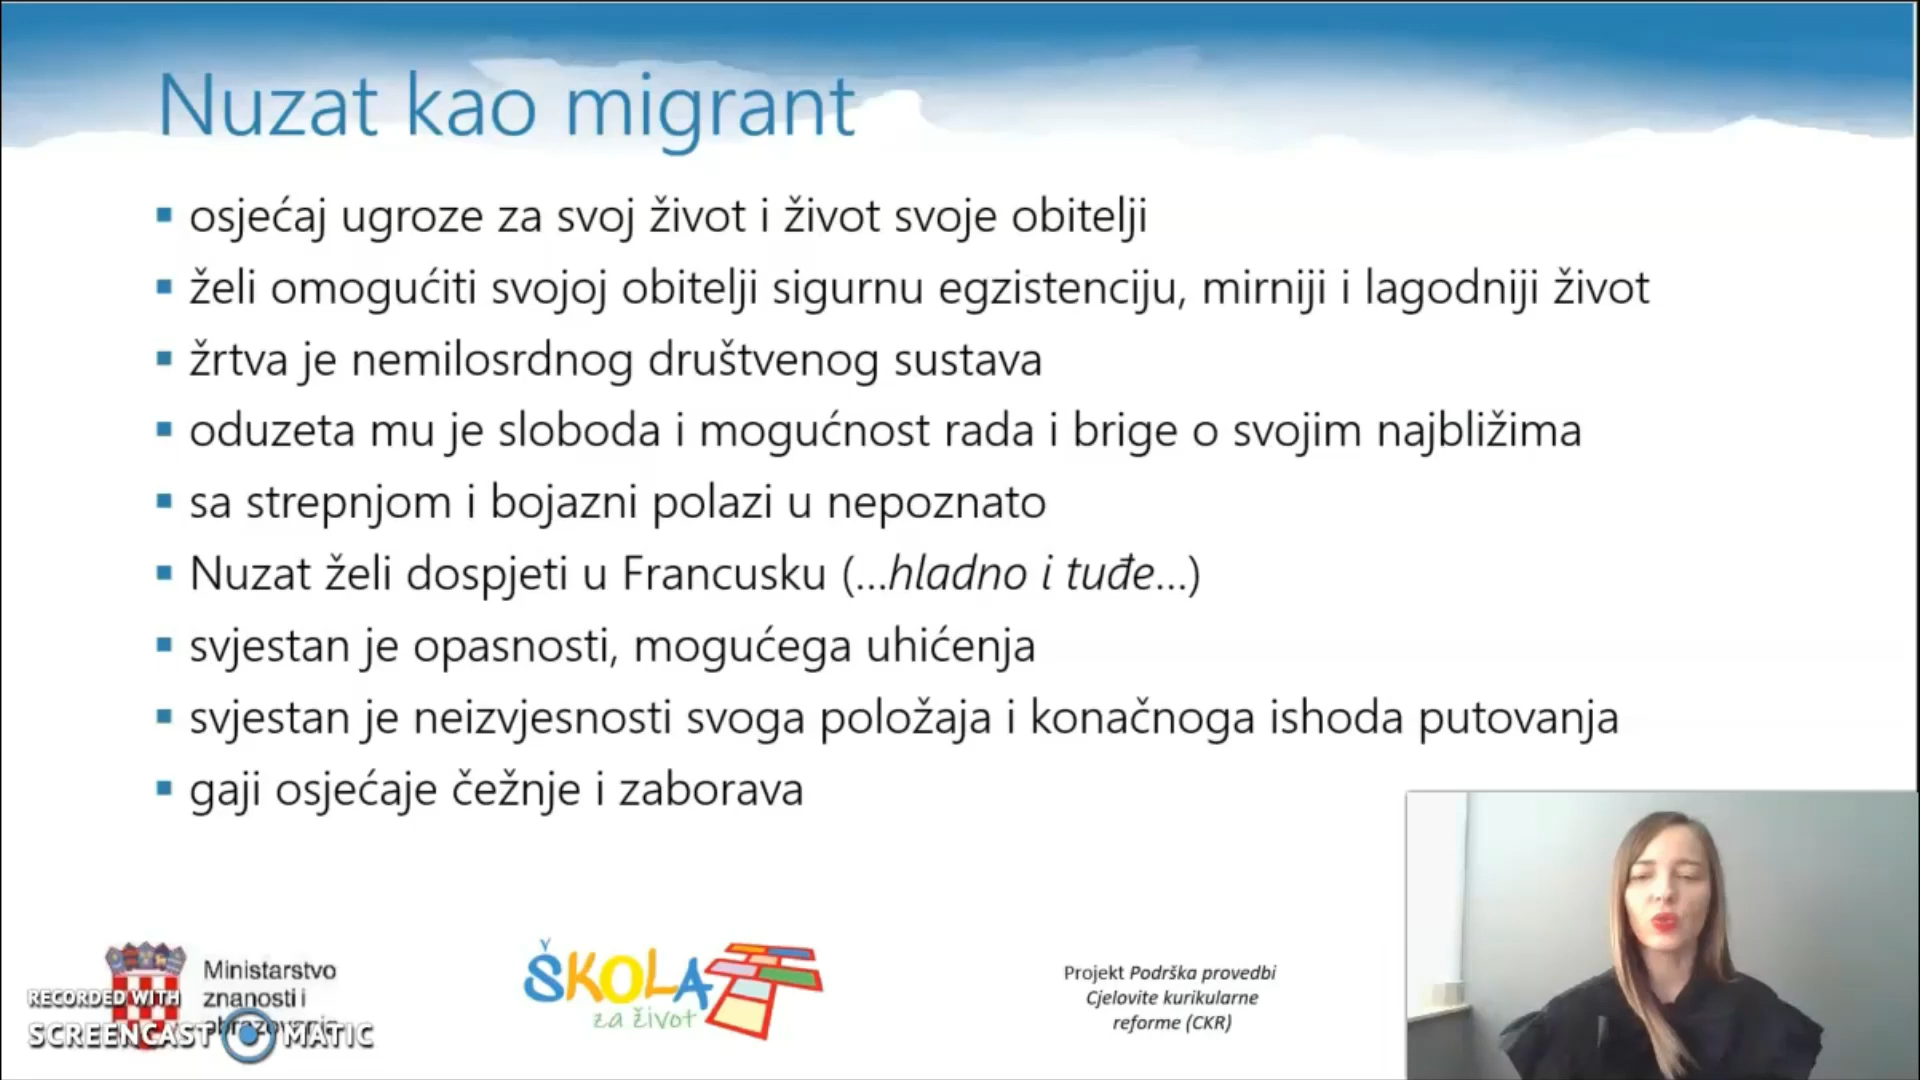 Nuzat kao migrant
osjećaj ugroze za svoj život i život svoje obitelji
želi omogućiti svojoj obitelji sigurnu egzistenciju, mirniji i lagodniji život
žrtva je nemilosrdnog društvenog sustava
oduzeta mu je sloboda i mogućnost rada i brige o svojim najbližima
sa strepnjom i bojazni polazi u nepoznato
Nuzat želi dospjeti u Francusku (...hladno i tuđe...)
svjestan je opasnosti, mogućega uhićenja
svjestan je neizvjesnosti svoga položaja i konačnoga ishoda putovanja
gaji osjećaje čežnje i zaborava
Ministarstvo
znanosti i
obrazovanja
RECORDED WITH
SCREENCAST MATIC
ŠKOLA
za život
Projekt Podrška provedbi
Cjelovite kurikularne
reforme (CKR)